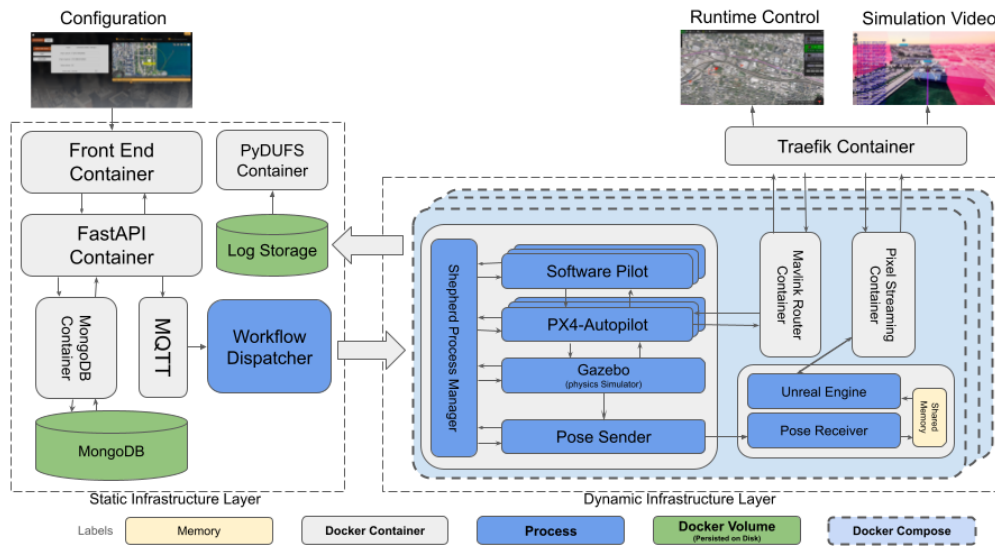 Configuration
Runtime Control
Simulation Video
Front End
Container
PyDUFS
Container
Traefik Container
FastAPI
Container
Log Storage
MongoDB
Container
MQTT
Workflow
Dispatcher
MongoDB
Static Infrastructure Layer
Shepherd Process Manager
Software Pilot
PX4-Autopilot
Gazebo
(physics Simulator)
Pose Sender
Mavlink Router
Container
Pixel Streaming
Container
Unreal Engine
Pose Receiver
Shared
Memory
Dynamic Infrastructure Layer
Labels
Memory
Docker Container
Process
Docker Volume
(Persisted on Disk)
Docker Compose